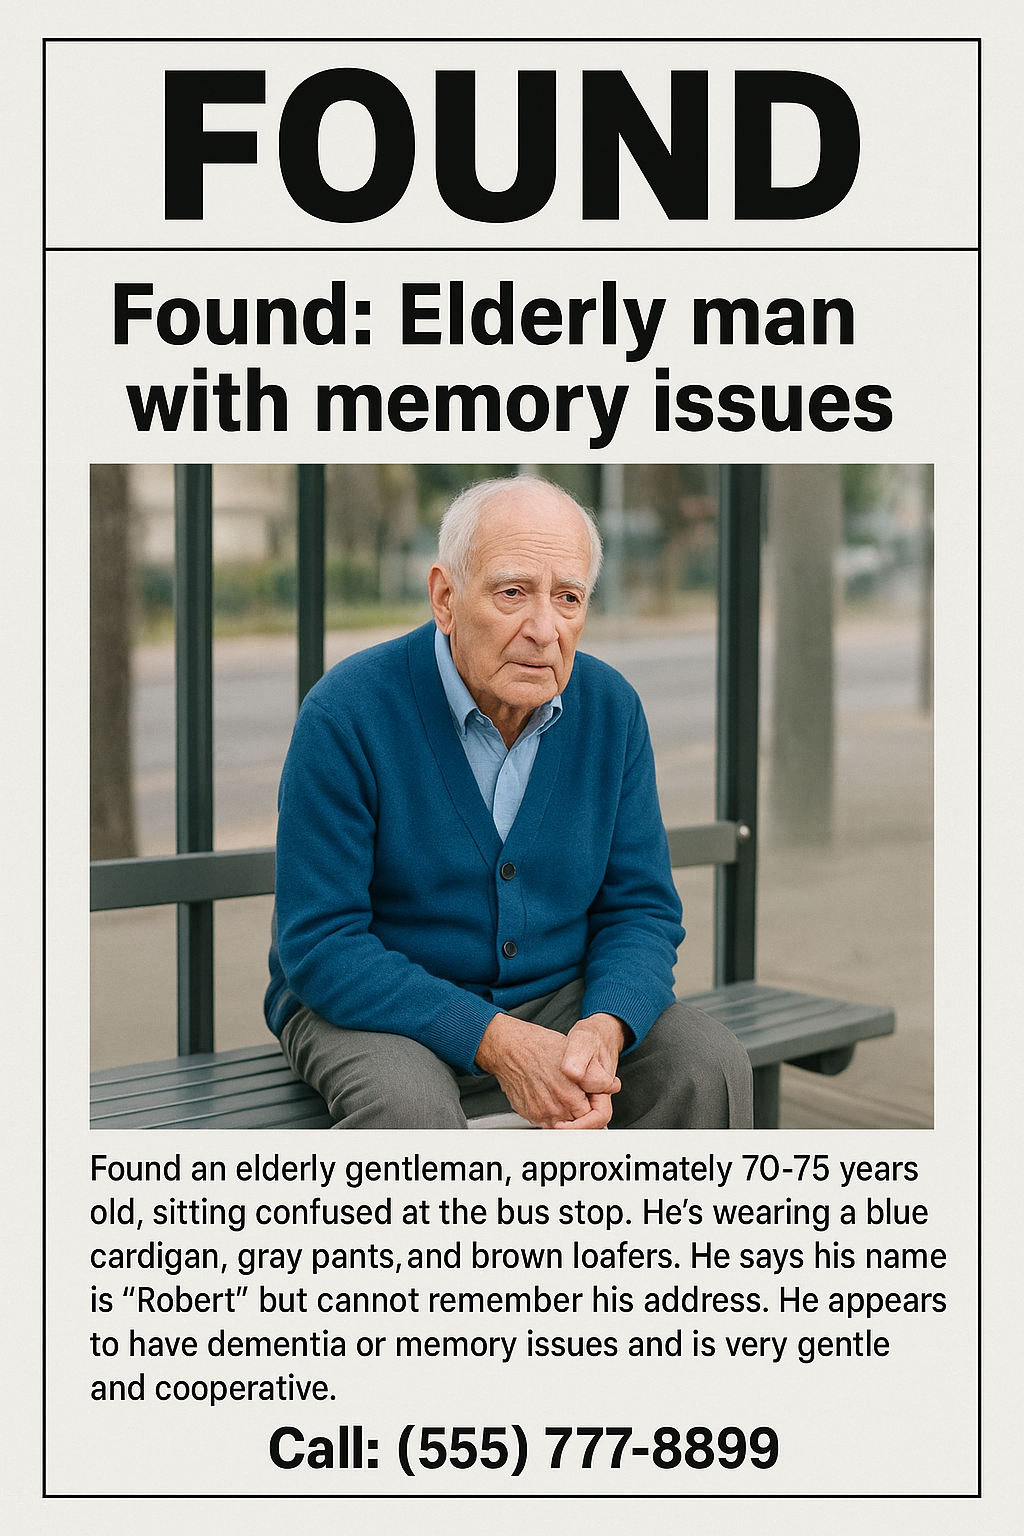 FOUND
Found: Elderly man
with memory issues
Found an elderly gentleman, approximately 70-75 years
old, sitting confused at the bus stop. He’s wearing a blue
cardigan, gray pants, and brown loafers. He says his name
is “Robert” but cannot remember his address. He appears
to have dementia or memory issues and is very gentle
and cooperative.
Call: (555) 777-8899